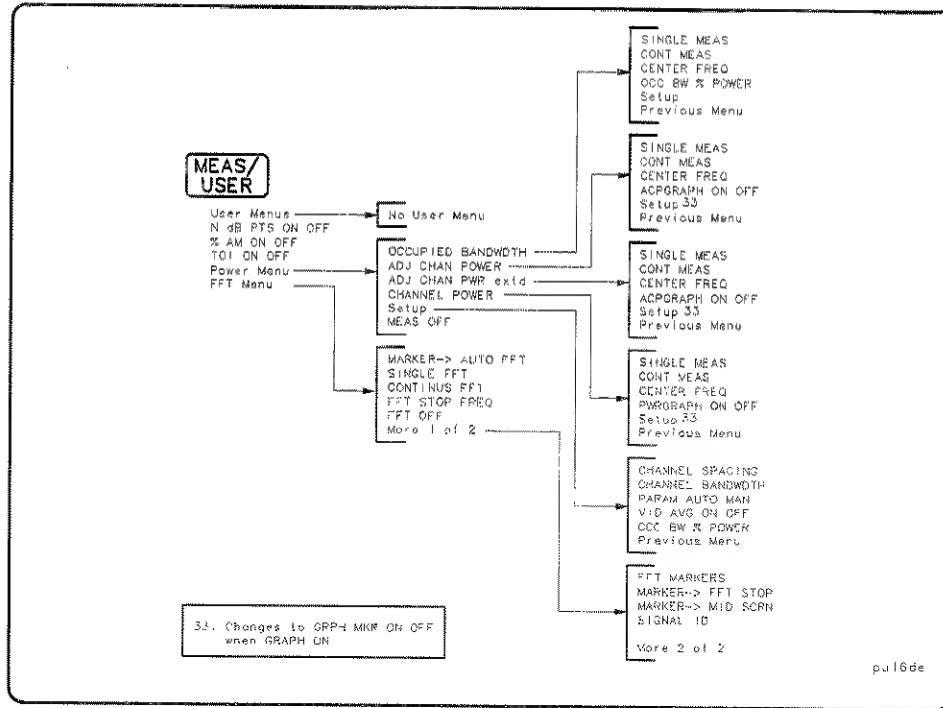 MEAS/
USER
User Menus
N dB PTS ON OFF
% AM ON OFF
TOI ON OFF
Power Menu
FFT Menu
No User Menu
OCCUPIED BANDWDTH
ADJ CHAN POWER
ADJ CHAN PWR extd
CHANNEL POWER
Setup
MEAS OFF
MARKER-> AUTO FFT
SINGLE FFT
CONTINUS FFT
FFT STOP FREQ
FFT OFF
More 1 of 2
SINGLE MEAS
CONT MEAS
CENTER FREQ
OCC BW % POWER
Setup
Previous Menu
SINGLE MEAS
CONT MEAS
CENTER FREQ
ACPGRAPH ON OFF
Setup 33
Previous Menu
SINGLE MEAS
CONT MEAS
CENTER FREQ
ACPGRAPH ON OFF
Setup 33
Previous Menu
SINGLE MEAS
CONT MEAS
CENTER FREQ
PWRGRAPH ON OFF
Setup 33
Previous Menu
CHANNEL SPACING
CHANNEL BANDWDTH
PARAM AUTO MAN
VID AVG ON OFF
OCC BW % POWER
Previous Menu
FFT MARKERS
MARKER-> FFT STOP
MARKER-> MID SCRN
SIGNAL ID
More 2 of 2
33. Changes to GRPH MKR ON OFF
when GRAPH ON
pu16de